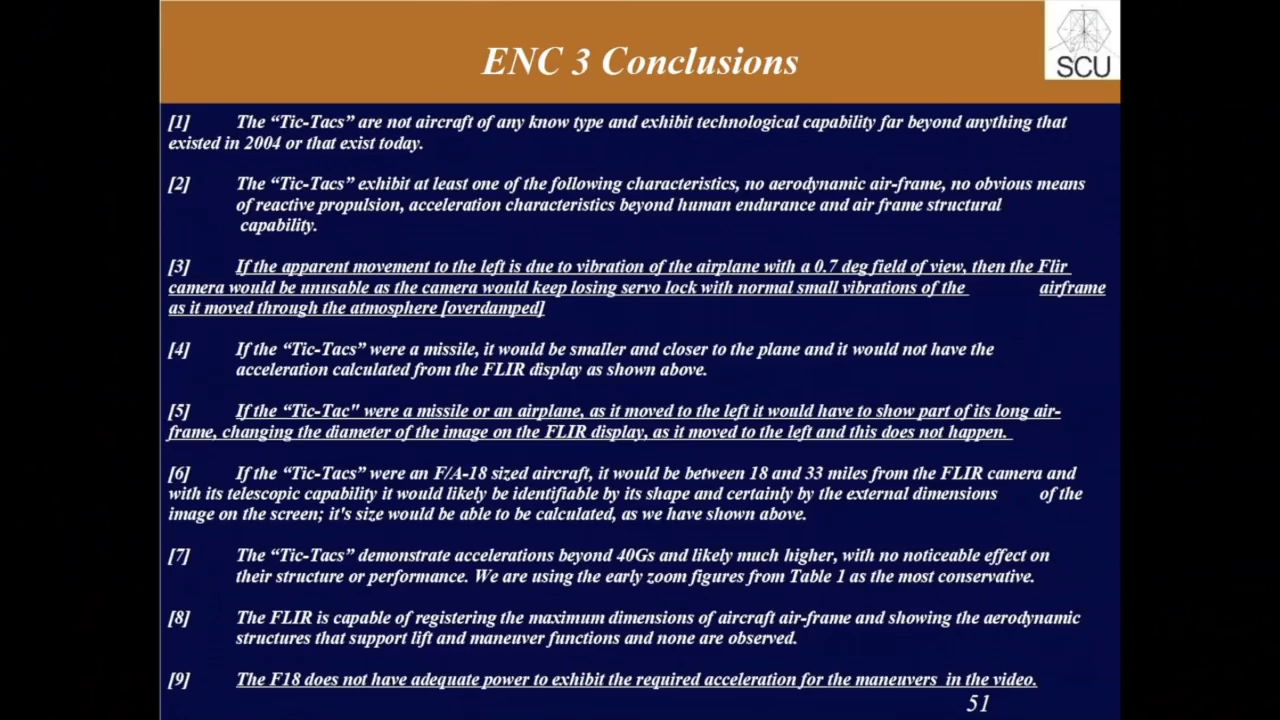 ENC 3 Conclusions
SCU
[1] The “Tic-Tacs” are not aircraft of any know type and exhibit technological capability far beyond anything that
existed in 2004 or that exist today.
[2] The “Tic-Tacs” exhibit at least one of the following characteristics, no aerodynamic air-frame, no obvious means
of reactive propulsion, acceleration characteristics beyond human endurance and air frame structural
capability.
[3] If the apparent movement to the left is due to vibration of the airplane with a 0.7 deg field of view, then the Flir
camera would be unusable as the camera would keep losing servo lock with normal small vibrations of the airframe
as it moved through the atmosphere [overdamped]
[4] If the “Tic-Tacs” were a missile, it would be smaller and closer to the plane and it would not have the
acceleration calculated from the FLIR display as shown above.
[5] If the “Tic-Tac" were a missile or an airplane, as it moved to the left it would have to show part of its long air-
frame, changing the diameter of the image on the FLIR display, as it moved to the left and this does not happen.
[6] If the “Tic-Tacs” were an F/A-18 sized aircraft, it would be between 18 and 33 miles from the FLIR camera and
with its telescopic capability it would likely be identifiable by its shape and certainly by the external dimensions of the
image on the screen; it's size would be able to be calculated, as we have shown above.
[7] The “Tic-Tacs” demonstrate accelerations beyond 40Gs and likely much higher, with no noticeable effect on
their structure or performance. We are using the early zoom figures from Table 1 as the most conservative.
[8] The FLIR is capable of registering the maximum dimensions of aircraft air-frame and showing the aerodynamic
structures that support lift and maneuver functions and none are observed.
[9] The F18 does not have adequate power to exhibit the required acceleration for the maneuvers in the video.
51